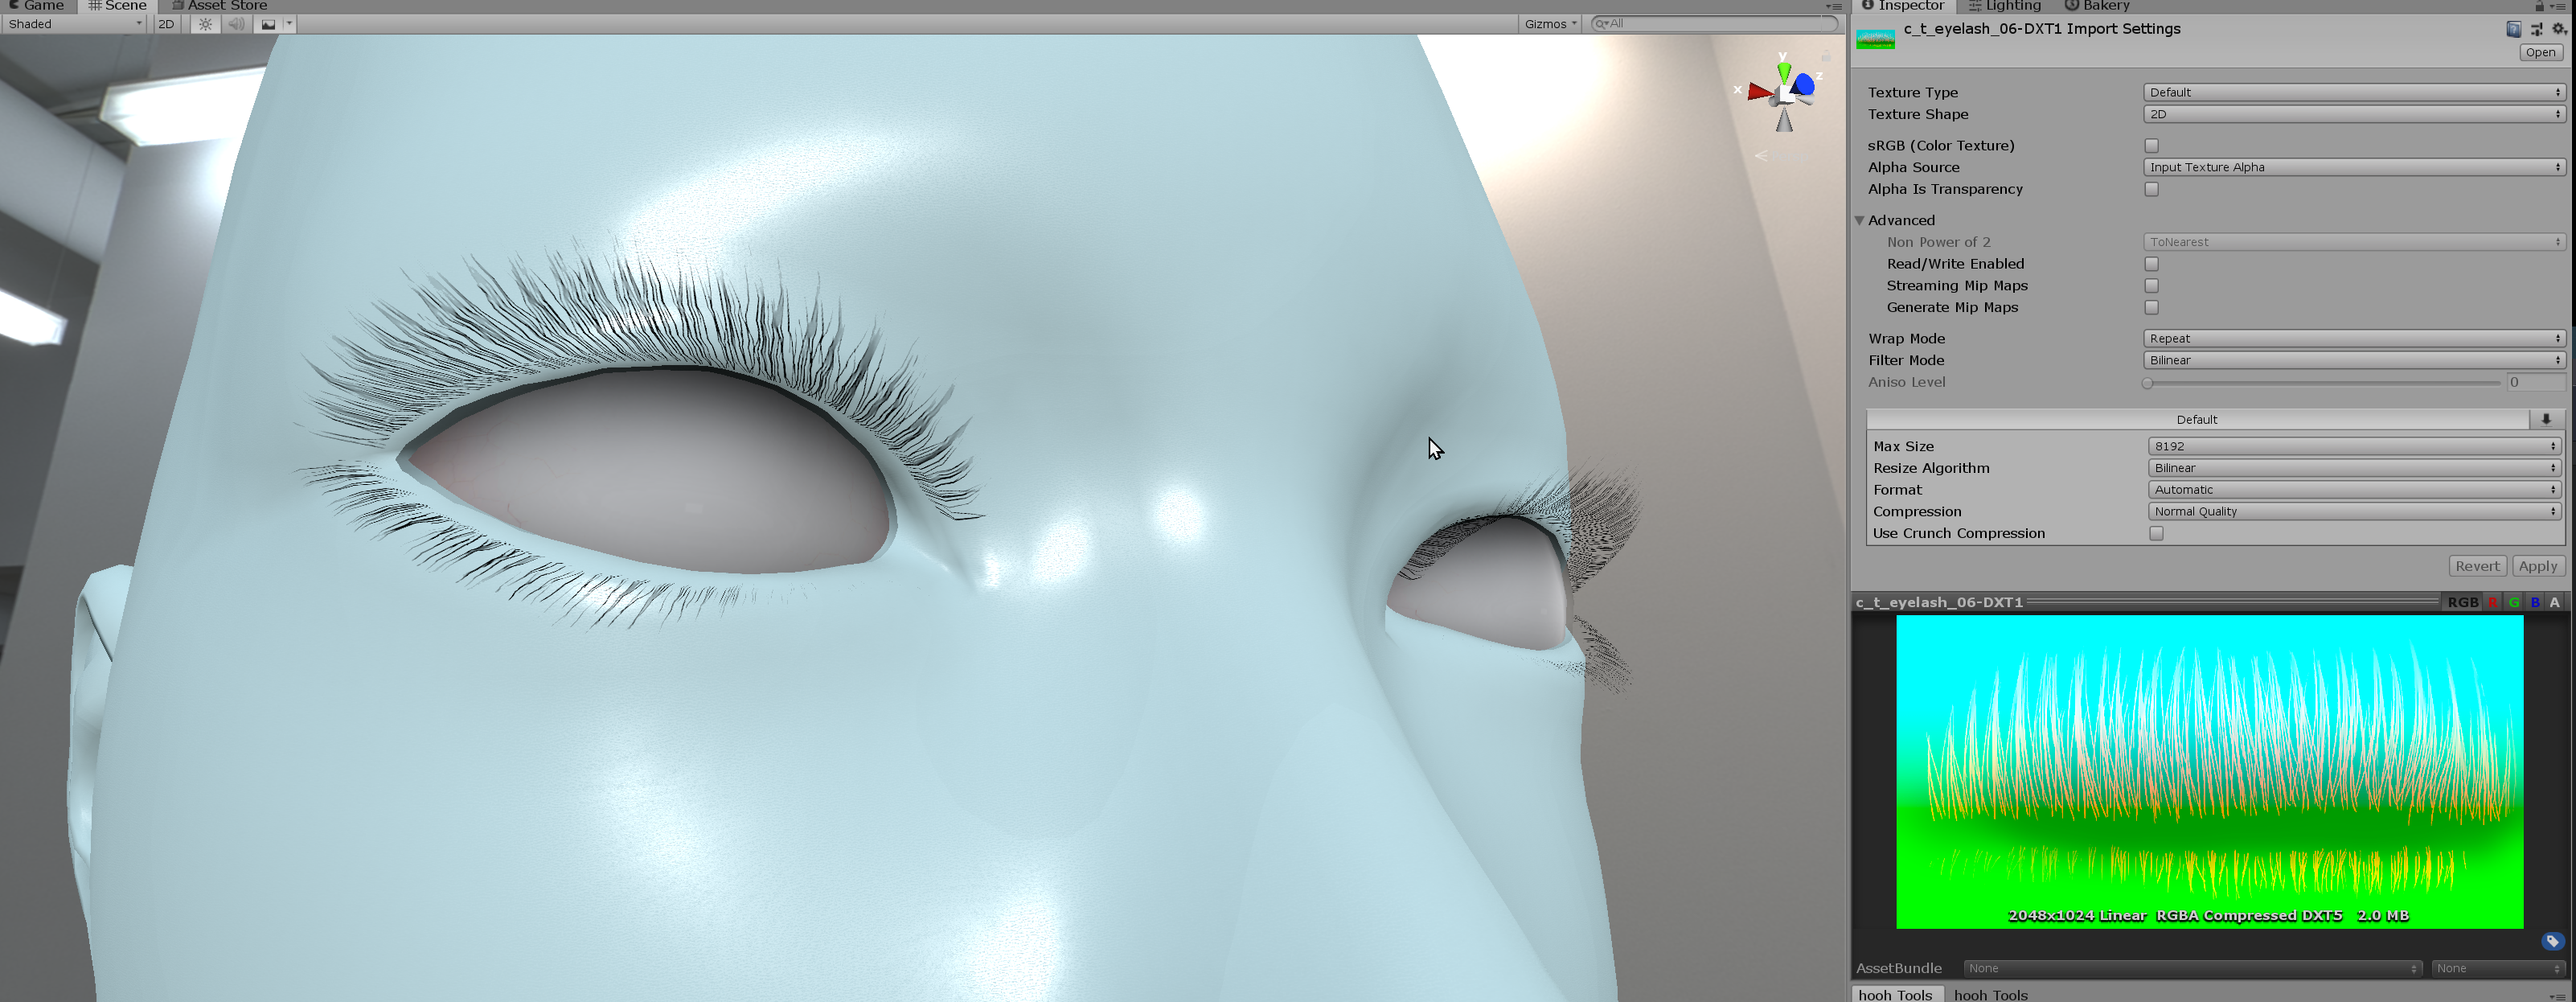 Game Scene Asset Store
Shaded 2D Gizmos All
y
x z
Inspector Lighting Bakery
c_t_eyelash_06-DXT1 Import Settings
Open
Texture Type Default
Texture Shape 2D
sRGB (Color Texture)
Alpha Source Input Texture Alpha
Alpha Is Transparency
Advanced
Non Power of 2 ToNearest
Read/Write Enabled
Streaming Mip Maps
Generate Mip Maps
Wrap Mode Repeat
Filter Mode Bilinear
Aniso Level 0
Default
Max Size 8192
Resize Algorithm Bilinear
Format Automatic
Compression Normal Quality
Use Crunch Compression
Revert Apply
c_t_eyelash_06-DXT1 RGB R G B A
2048x1024 Linear RGBA Compressed DXT5 2.0 MB
AssetBundle None None
hooh Tools hooh Tools